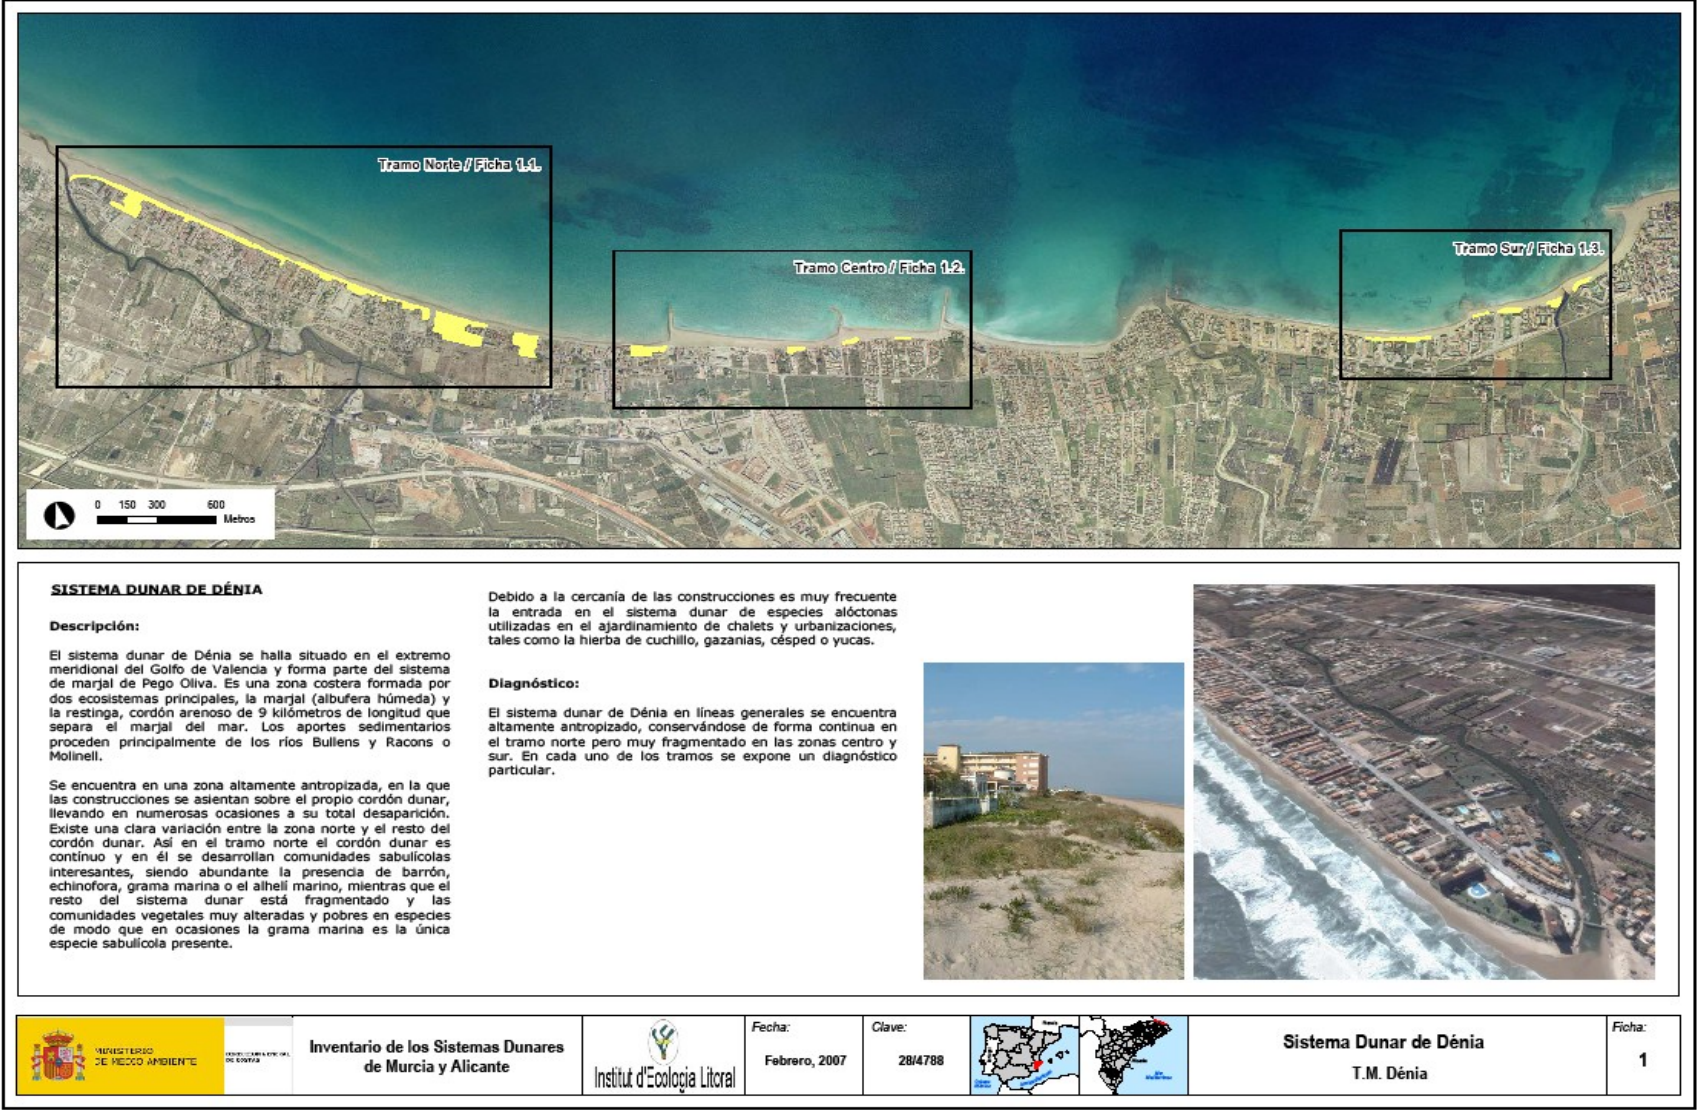 Tramo Norte / Ficha 1.1.
Tramo Centro / Ficha 1.2.
Tramo Sur / Ficha 1.3.
0 150 300 600
Metros
SISTEMA DUNAR DE DÉNIA
Descripción:
El sistema dunar de Dénia se halla situado en el extremo
meridional del Golfo de Valencia y forma parte del sistema
de marjal de Pego Oliva. Es una zona costera formada por
dos ecosistemas principales, la marjal (albufera húmeda) y
la restinga, cordón arenoso de 9 kilómetros de longitud que
separa el marjal del mar. Los aportes sedimentarios
proceden principalmente de los ríos Bullens y Racons o
Molinell.
Se encuentra en una zona altamente antropizada, en la que
las construcciones se asientan sobre el propio cordón dunar,
llevando en numerosas ocasiones a su total desaparición.
Existe una clara variación entre la zona norte y el resto del
cordón dunar. Así en el tramo norte el cordón dunar es
contínuo y en él se desarrollan comunidades sabulícolas
interesantes, siendo abundante la presencia de barrón,
echinofora, grama marina o el alhelí marino, mientras que el
resto del sistema dunar está fragmentado y las
comunidades vegetales muy alteradas y pobres en especies
de modo que en ocasiones la grama marina es la única
especie sabulícola presente.
Debido a la cercanía de las construcciones es muy frecuente
la entrada en el sistema dunar de especies alóctonas
utilizadas en el ajardinamiento de chalets y urbanizaciones,
tales como la hierba de cuchillo, gazanias, césped o yucas.
Diagnóstico:
El sistema dunar de Dénia en líneas generales se encuentra
altamente antropizado, conservándose de forma continua en
el tramo norte pero muy fragmentado en las zonas centro y
sur. En cada uno de los tramos se expone un diagnóstico
particular.
MINISTERIO
DE MEDIO AMBIENTE
Inventario de los Sistemas Dunares
de Murcia y Alicante
Institut d'Ecologia Litoral
Fecha:
Febrero, 2007
Clave:
28/4788
Sistema Dunar de Dénia
T.M. Dénia
Ficha:
1